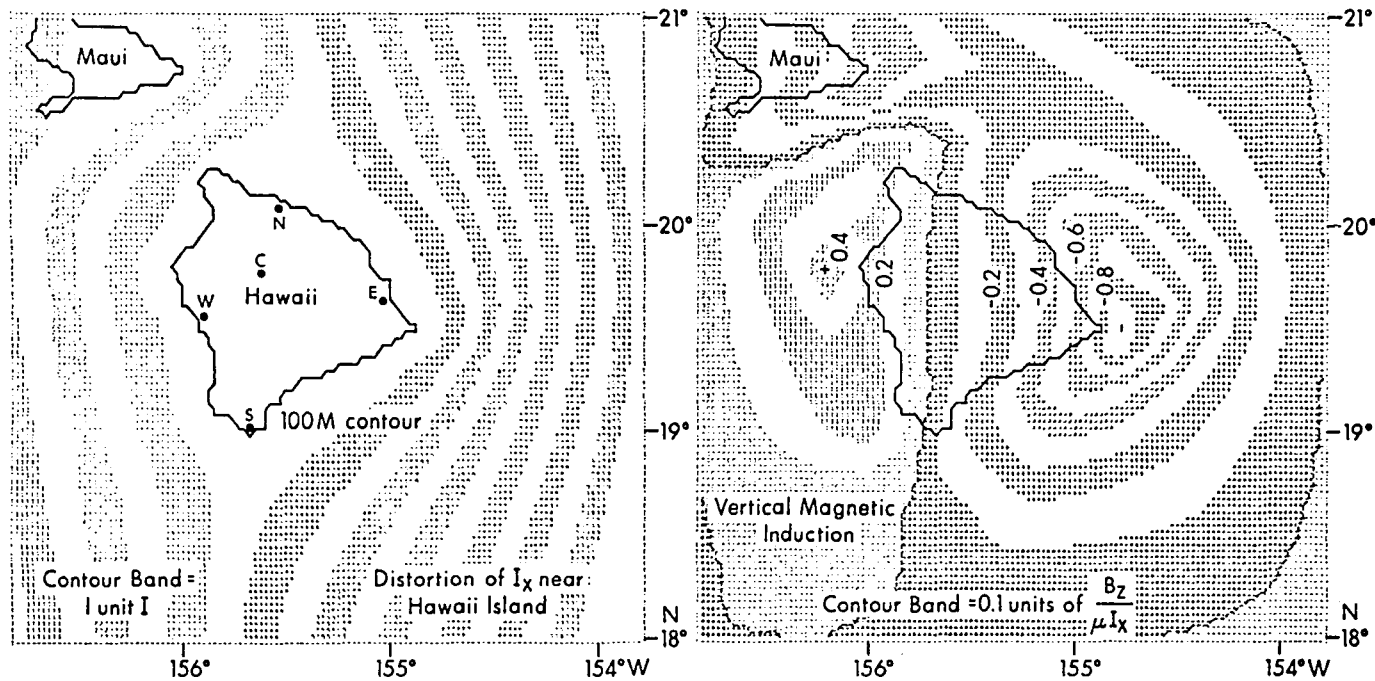 Maui
N
C
Hawaii
E
W
S
100M contour
Contour Band =
1 unit I
Distortion of Ix near
Hawaii Island
156°
155°
154°W
21°
20°
19°
N
18°
Maui
0.4
0.2
-0.2
-0.4
-0.6
-0.8
+
-
Vertical Magnetic
Induction
Contour Band = 0.1 units of Bz
μIx
156°
155°
154°W
21°
20°
19°
N
18°